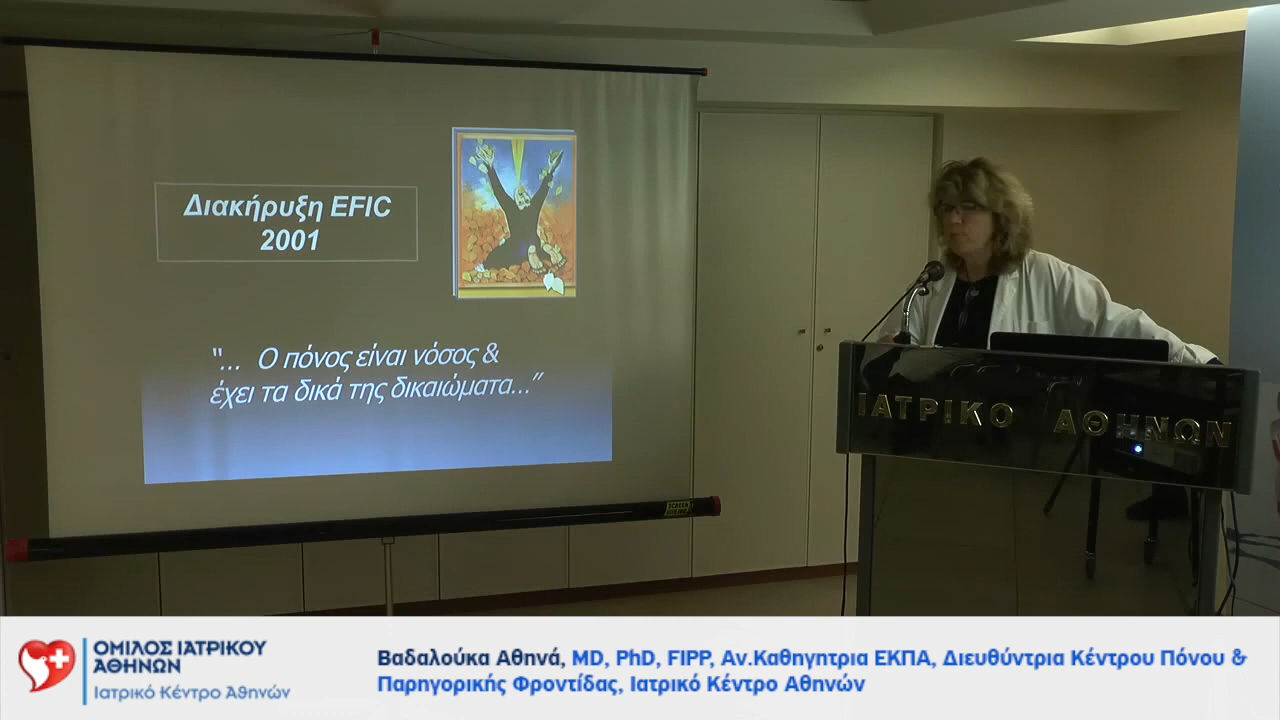 Διακήρυξη EFIC
2001
"... Ο πόνος είναι νόσος &
έχει τα δικά της δικαιώματα..."
ΙΑΤΡΙΚΟ ΑΘΗΝΩΝ
ΟΜΙΛΟΣ ΙΑΤΡΙΚΟΥ
ΑΘΗΝΩΝ
Ιατρικό Κέντρο Αθηνών
Βαδαλούκα Αθηνά, MD, PhD, FIPP, Αν.Καθηγητρια ΕΚΠΑ, Διευθύντρια Κέντρου Πόνου &
Παρηγορικής Φροντίδας, Ιατρικό Κέντρο Αθηνών